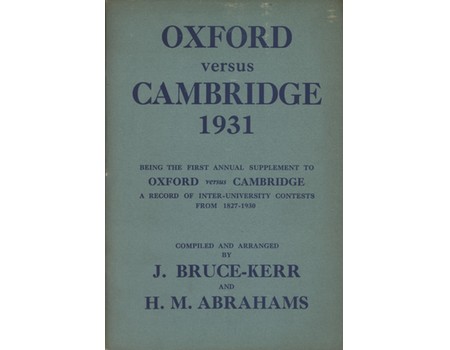 OXFORD
versus
CAMBRIDGE
1931
BEING THE FIRST ANNUAL SUPPLEMENT TO
OXFORD versus CAMBRIDGE
A RECORD OF INTER-UNIVERSITY CONTESTS
FROM 1827-1930
COMPILED AND ARRANGED
BY
J. BRUCE-KERR
AND
H. M. ABRAHAMS